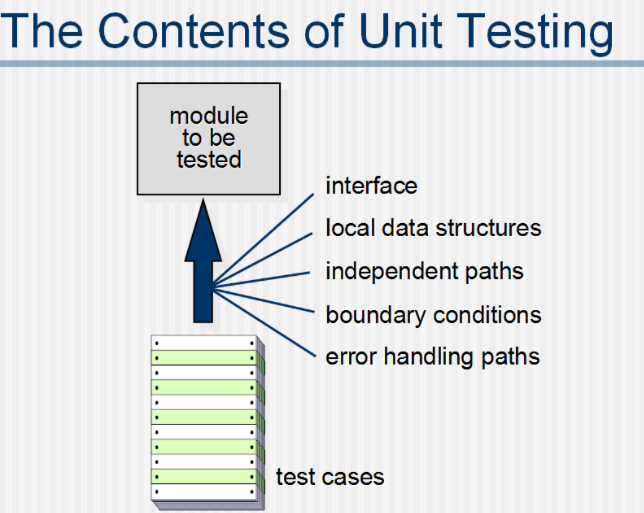 The Contents of Unit Testing
module
to be
tested
interface
local data structures
independent paths
boundary conditions
error handling paths
test cases